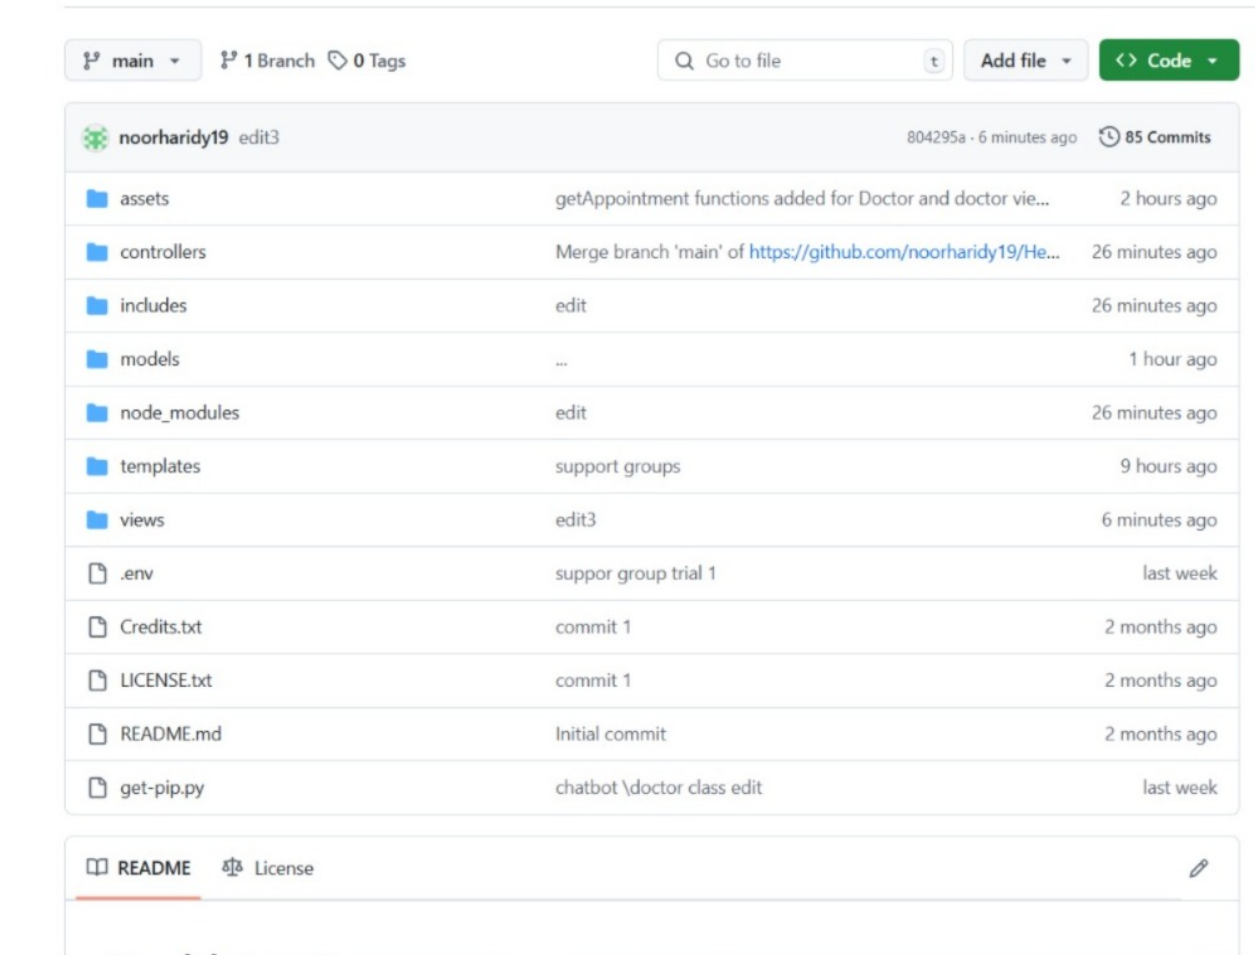 main 1 Branch 0 Tags Go to file t Add file <> Code
noorharidy19 edit3 804295a · 6 minutes ago 85 Commits
assets getAppointment functions added for Doctor and doctor vie... 2 hours ago
controllers Merge branch 'main' of https://github.com/noorharidy19/He... 26 minutes ago
includes edit 26 minutes ago
models ... 1 hour ago
node_modules edit 26 minutes ago
templates support groups 9 hours ago
views edit3 6 minutes ago
.env suppor group trial 1 last week
Credits.txt commit 1 2 months ago
LICENSE.txt commit 1 2 months ago
README.md Initial commit 2 months ago
get-pip.py chatbot \doctor class edit last week
README License